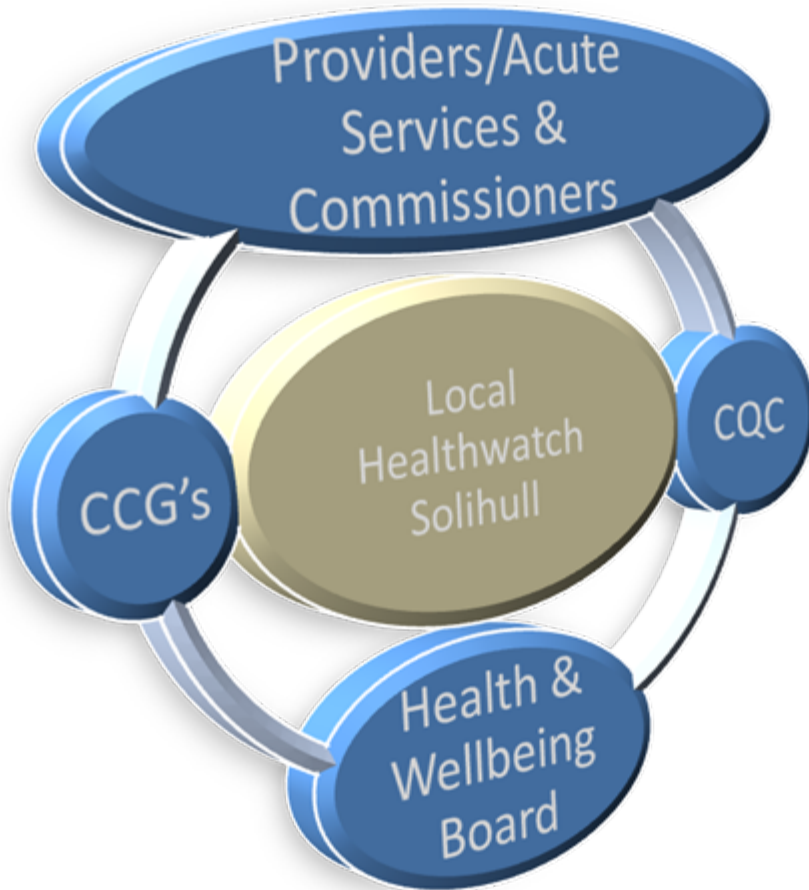 Providers/Acute
Services &
Commissioners
Local
Healthwatch
Solihull
CQC
CCG's
Health &
Wellbeing
Board